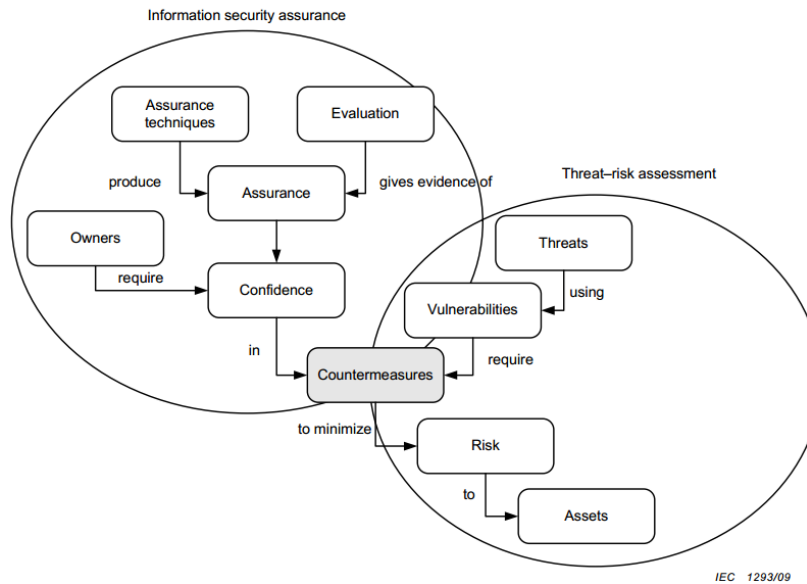 Information security assurance
Assurance
techniques
Evaluation
produce
Assurance
gives evidence of
Threat–risk assessment
Owners
Threats
require
Confidence
Vulnerabilities
using
in
Countermeasures
require
to minimize
Risk
to
Assets
IEC 1293/09